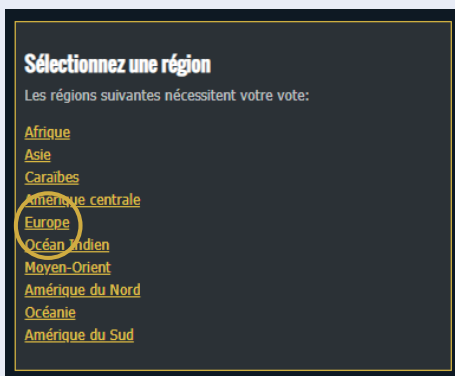 Sélectionnez une région
Les régions suivantes nécessitent votre vote:
Afrique
Asie
Caraïbes
Amérique centrale
Europe
Océan Indien
Moyen-Orient
Amérique du Nord
Océanie
Amérique du Sud